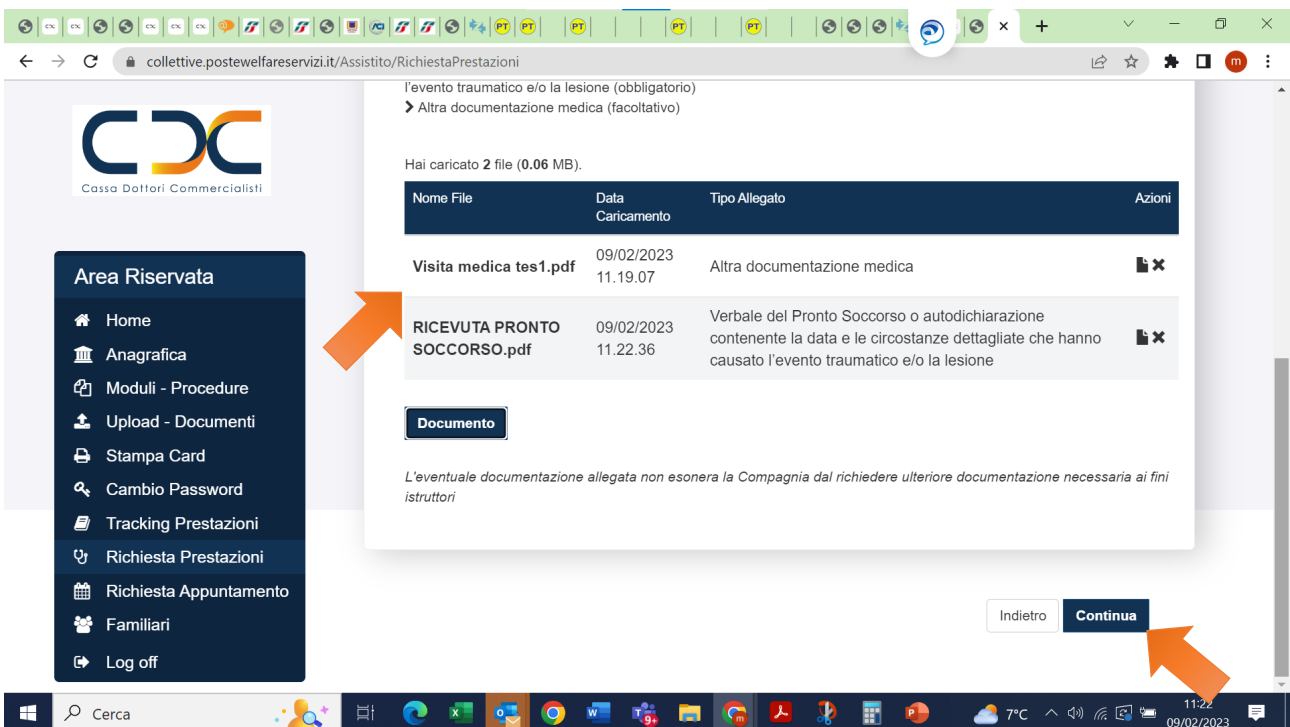 collettive.postewelfareservizi.it/Assistito/RichiestaPrestazioni
m
CDC
Cassa Dottori Commercialisti
Area Riservata
Home
Anagrafica
Moduli - Procedure
Upload - Documenti
Stampa Card
Cambio Password
Tracking Prestazioni
Richiesta Prestazioni
Richiesta Appuntamento
Familiari
Log off
l'evento traumatico e/o la lesione (obbligatorio)
Altra documentazione medica (facoltativo)
Hai caricato 2 file (0.06 MB).
Nome File
Data
Caricamento
Tipo Allegato
Azioni
Visita medica tes1.pdf
09/02/2023
11.19.07
Altra documentazione medica
RICEVUTA PRONTO
SOCCORSO.pdf
09/02/2023
11.22.36
Verbale del Pronto Soccorso o autodichiarazione
contenente la data e le circostanze dettagliate che hanno
causato l'evento traumatico e/o la lesione
Documento
L'eventuale documentazione allegata non esonera la Compagnia dal richiedere ulteriore documentazione necessaria ai fini
istruttori
Indietro
Continua
Cerca
7°C
11:22
09/02/2023